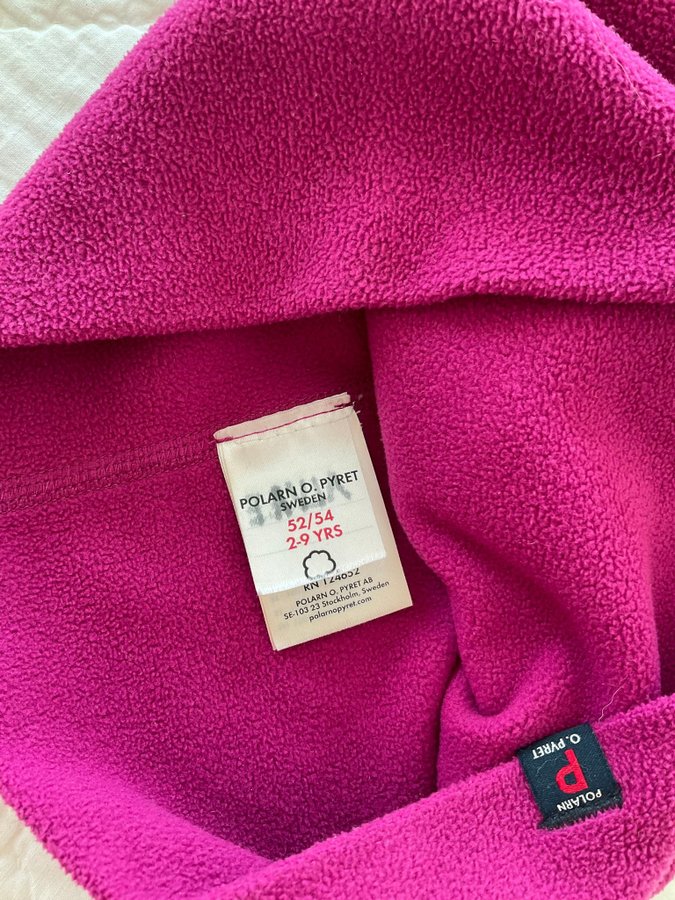 POLARN O. PYRET
SWEDEN
52/54
2-9 YRS
RN 124652
POLARN O. PYRET AB
SE-103 23 Stockholm, Sweden
polarnopyret.com
POLARN
P
O. PYRET